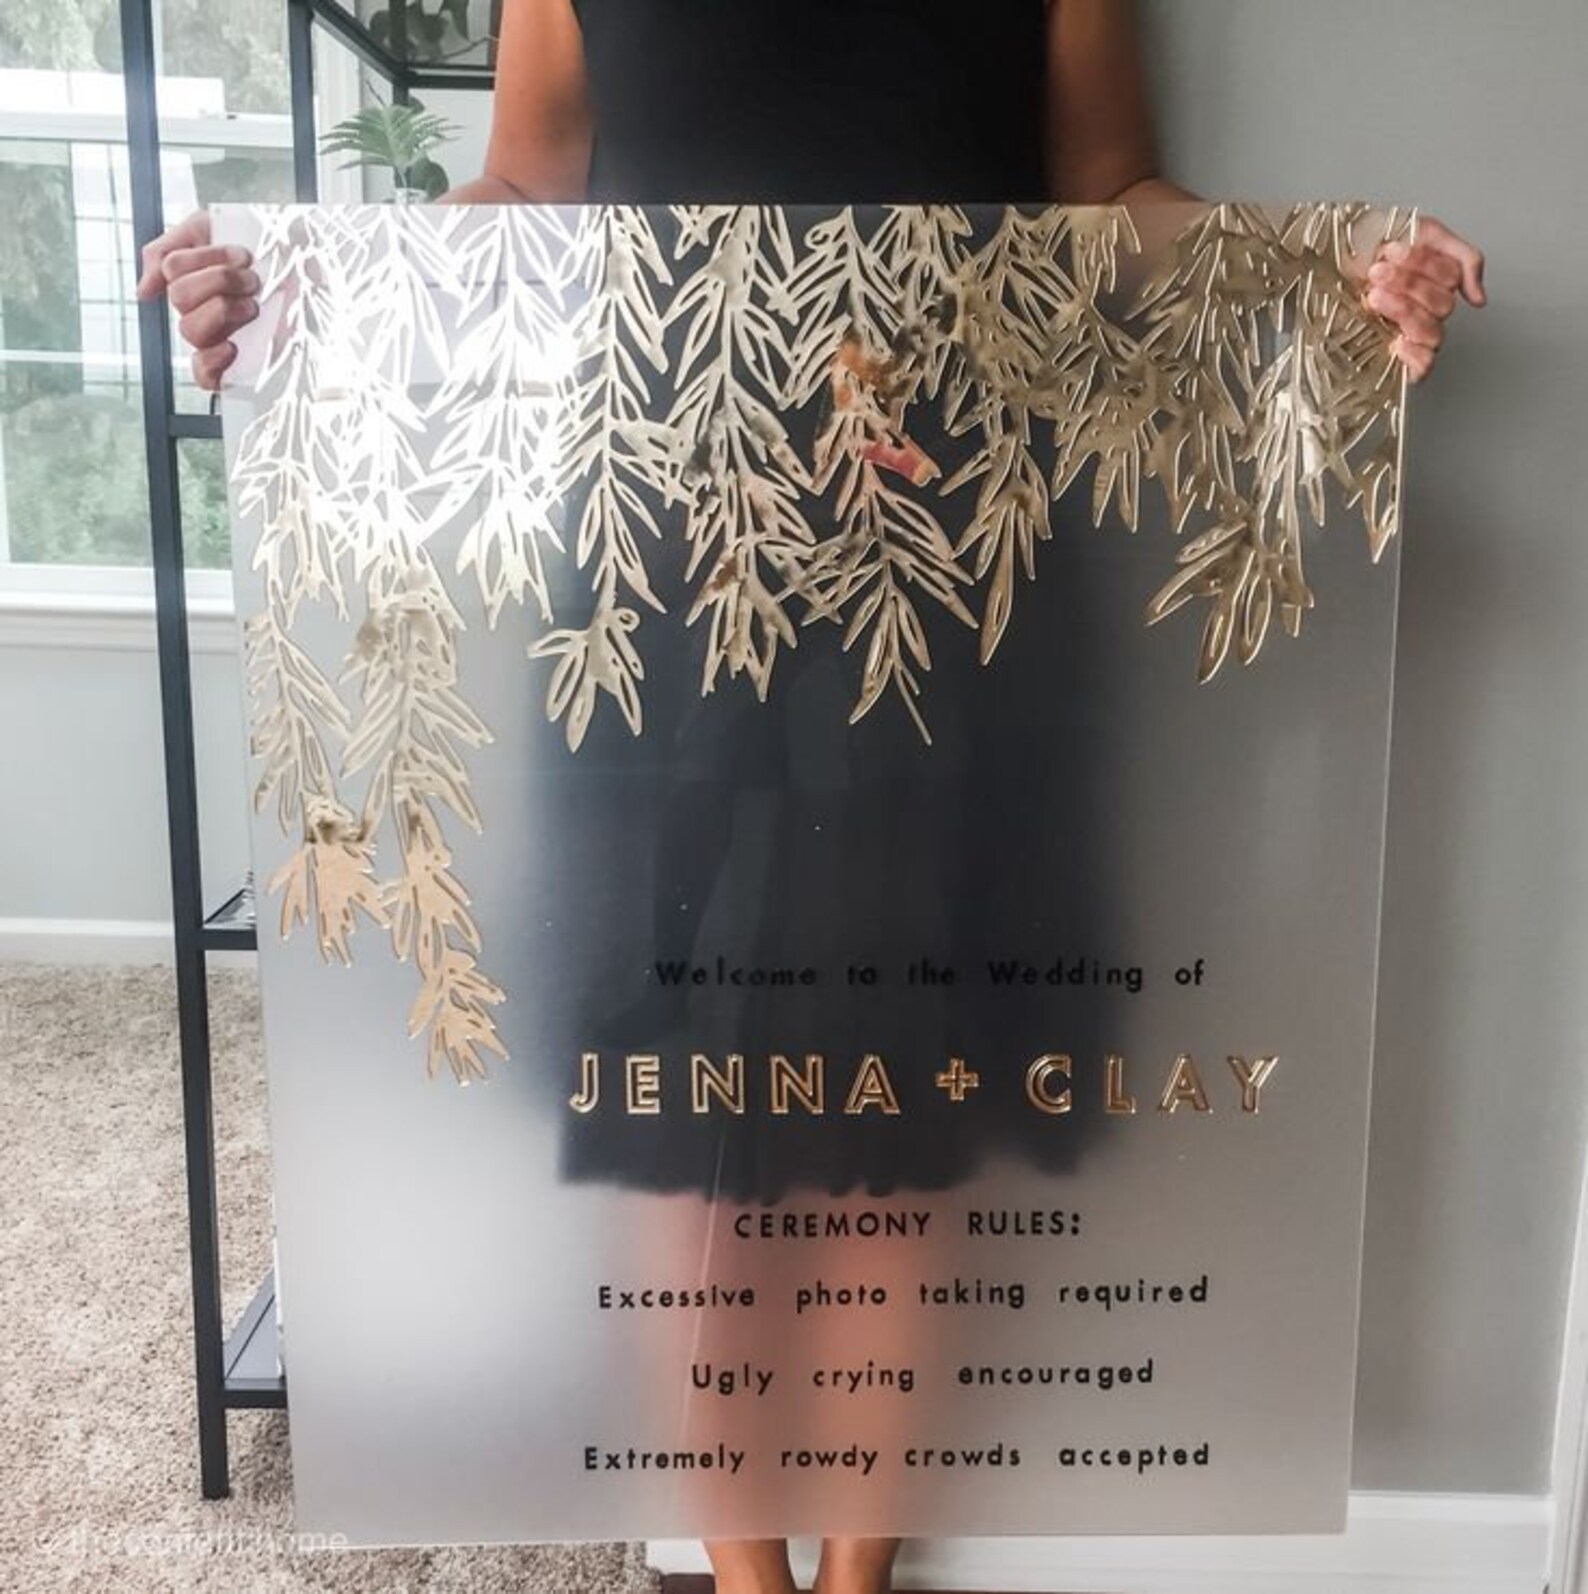 Welcome to the Wedding of
JENNA + CLAY
CEREMONY RULES:
Excessive photo taking required
Ugly crying encouraged
Extremely rowdy crowds accepted